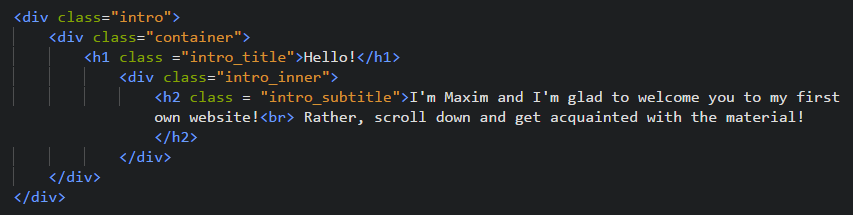 <div class="intro">
<div class="container">
<h1 class ="intro_title">Hello!</h1>
<div class="intro_inner">
<h2 class = "intro_subtitle">I'm Maxim and I'm glad to welcome you to my first
own website!<br> Rather, scroll down and get acquainted with the material!
</h2>
</div>
</div>
</div>